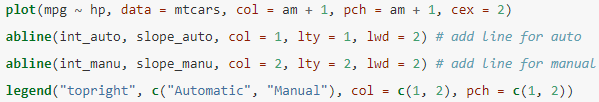 plot(mpg ~ hp, data = mtcars, col = am + 1, pch = am + 1, cex = 2)
abline(int_auto, slope_auto, col = 1, lty = 1, lwd = 2) # add line for auto
abline(int_manu, slope_manu, col = 2, lty = 2, lwd = 2) # add line for manual
legend("topright", c("Automatic", "Manual"), col = c(1, 2), pch = c(1, 2))